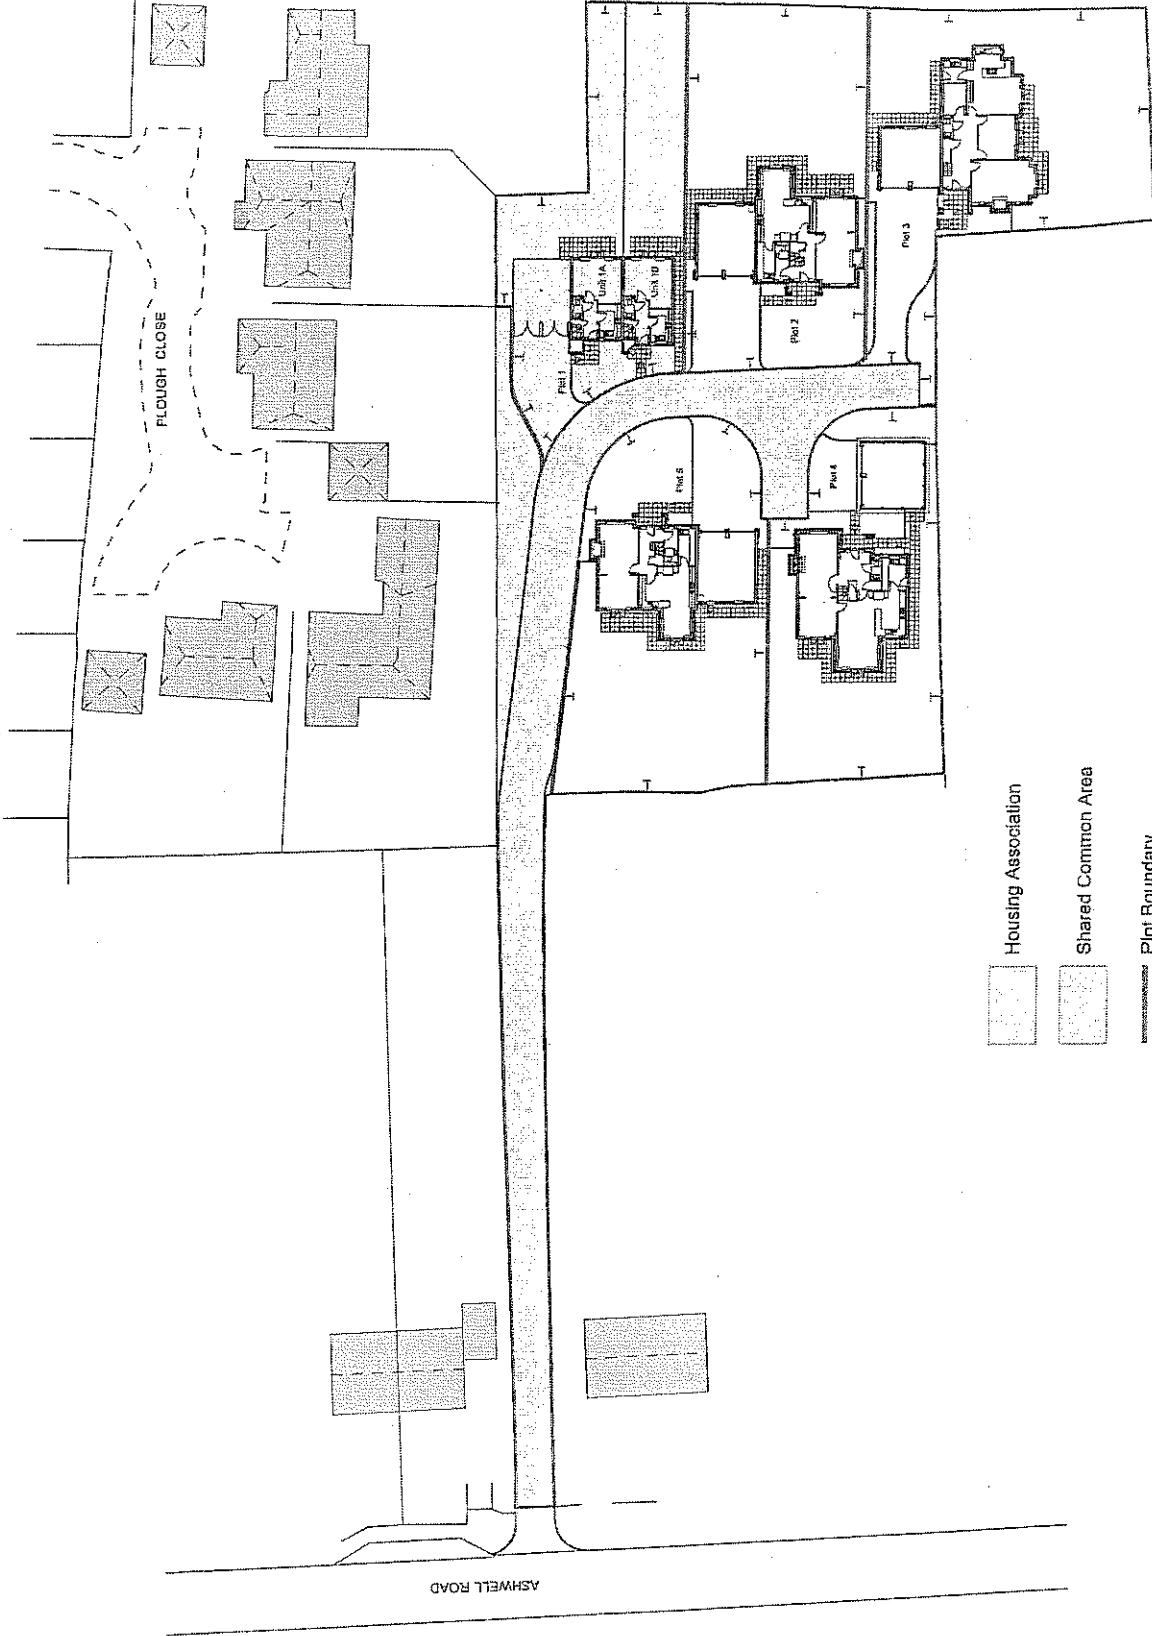 PLOUGH CLOSE
Unit 1A
Unit 1B
Plot 1
Plot 2
Plot 3
Plot 5
Plot 4
Housing Association
Shared Common Area
Plot Boundary
ASHWELL ROAD